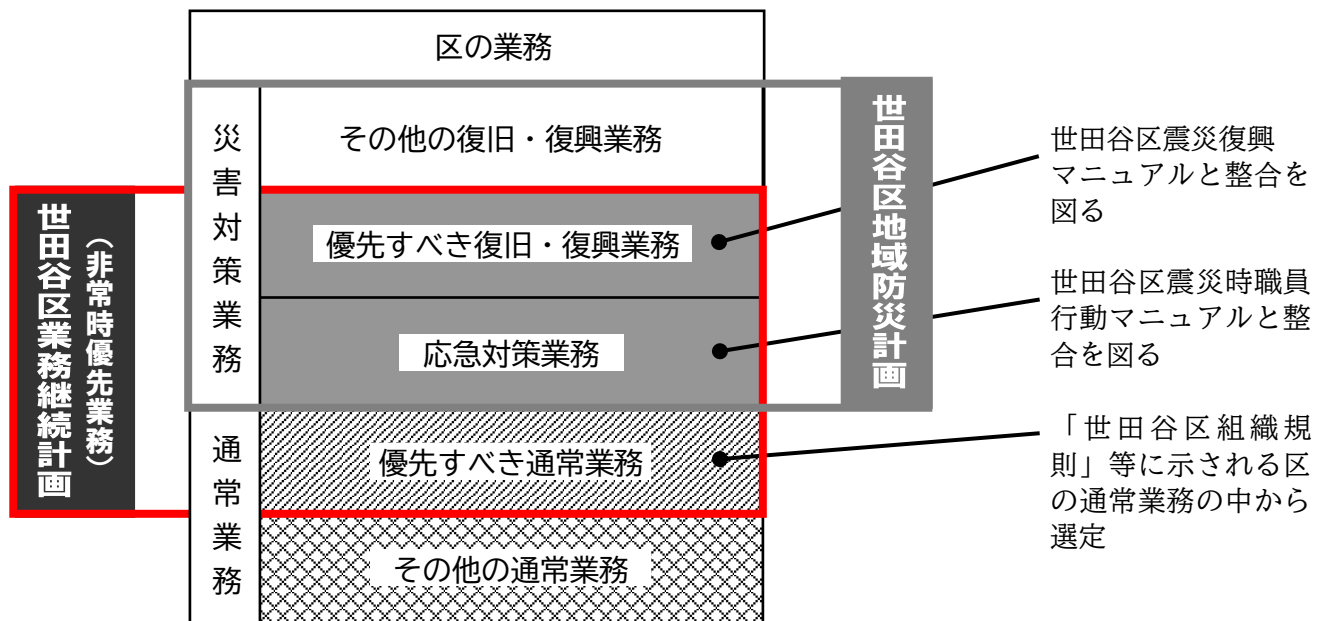 区の業務
災害対策業務
その他の復旧・復興業務
優先すべき復旧・復興業務
応急対策業務
通常業務
優先すべき通常業務
その他の通常業務
世田谷区業務継続計画
（非常時優先業務）
世田谷区地域防災計画
世田谷区震災復興
マニュアルと整合を
図る
世田谷区震災時職員
行動マニュアルと整
合を図る
「世田谷区組織規
則」等に示される区
の通常業務の中から
選定